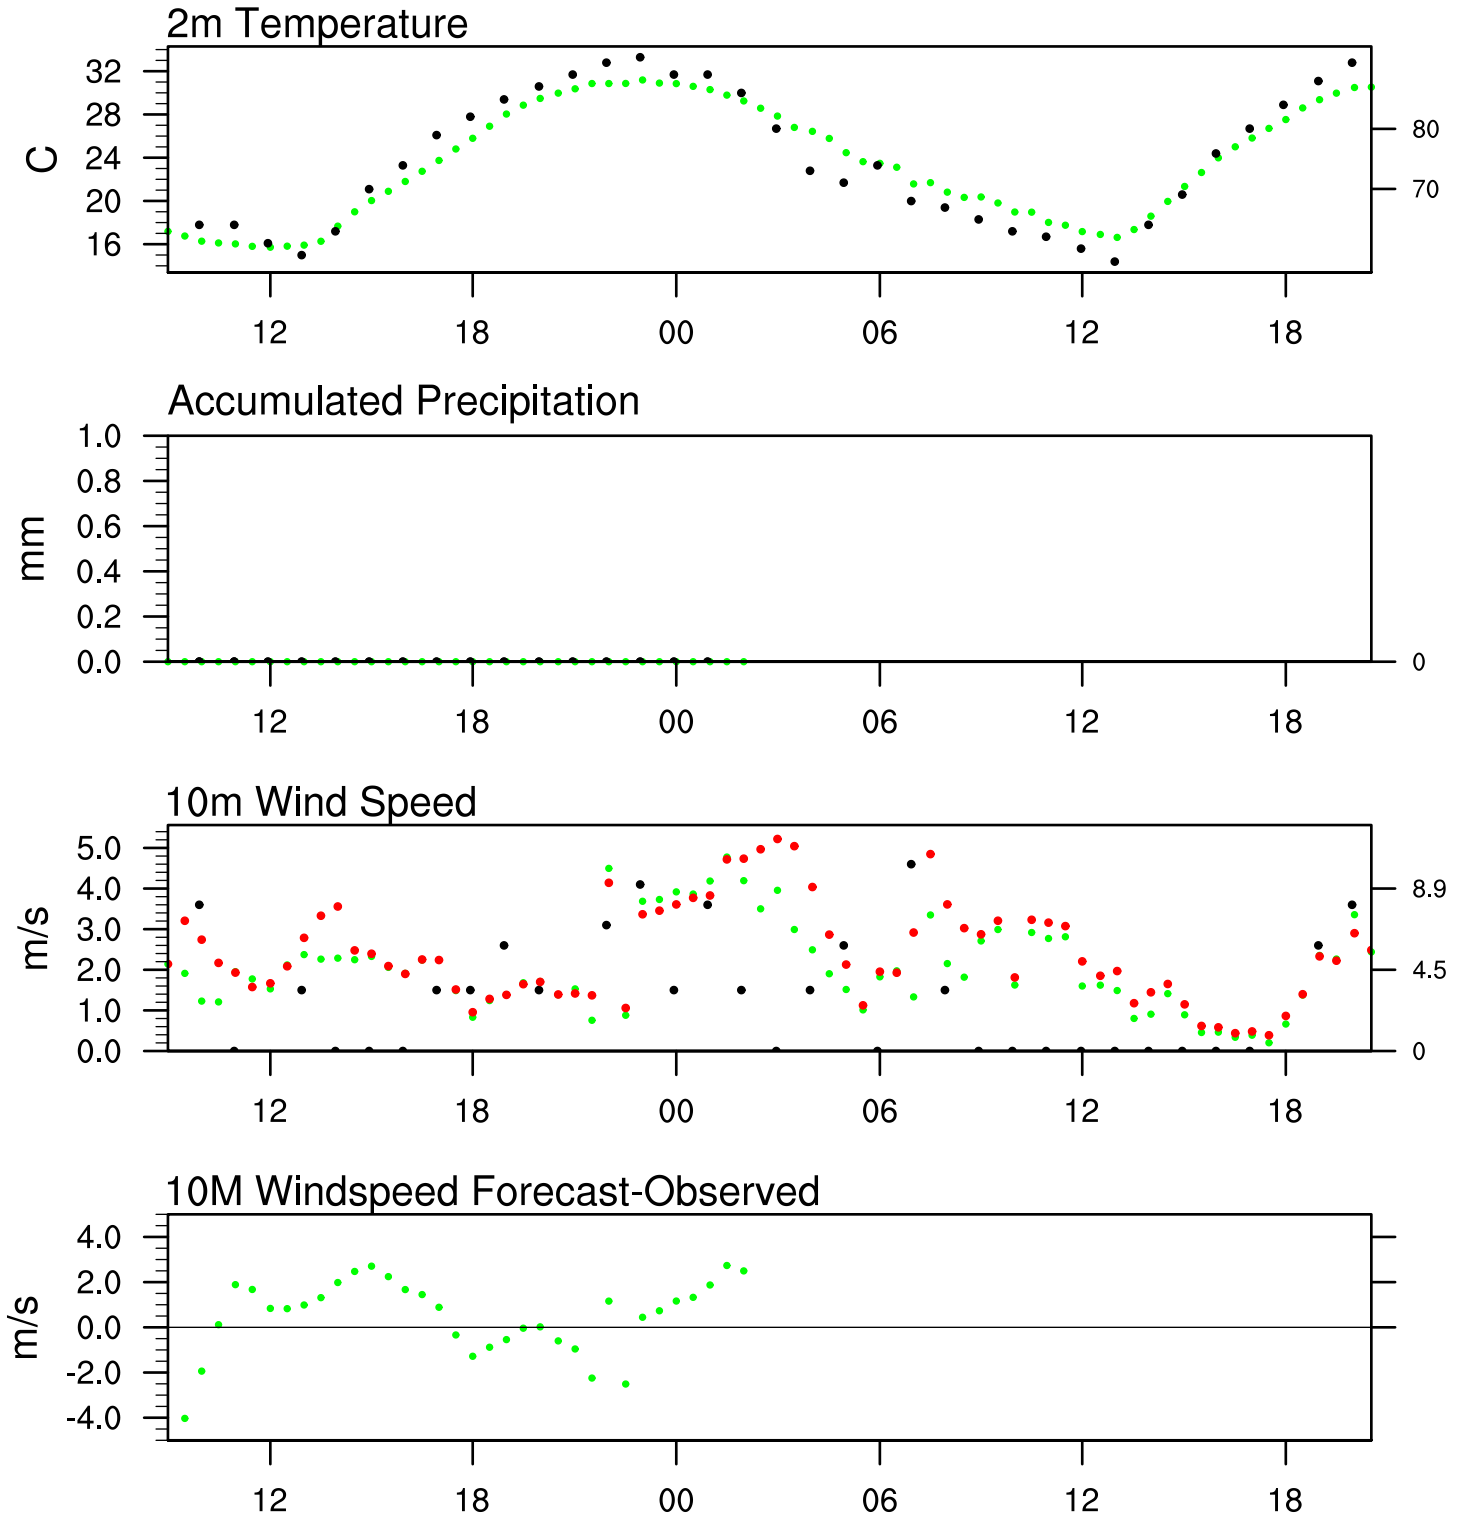 2m Temperature
32
28
24
20
16
C
80
70
12 18 00 06 12 18
Accumulated Precipitation
1.0
0.8
0.6
0.4
0.2
0.0
mm
0
12 18 00 06 12 18
10m Wind Speed
5.0
4.0
3.0
2.0
1.0
0.0
m/s
8.9
4.5
0
12 18 00 06 12 18
10M Windspeed Forecast-Observed
4.0
2.0
0.0
-2.0
-4.0
m/s
12 18 00 06 12 18